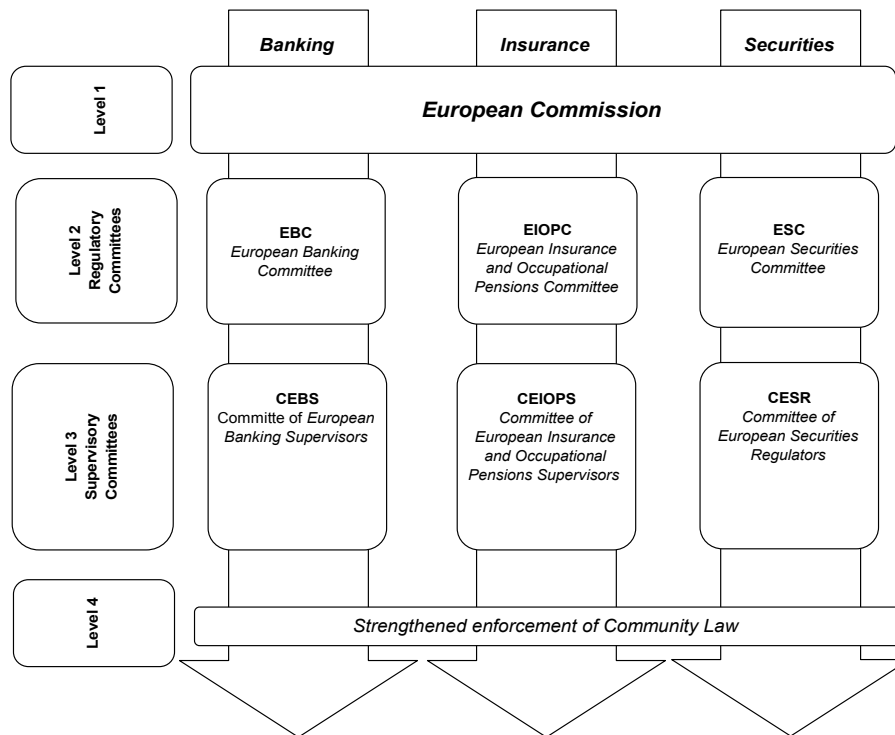 Banking
Insurance
Securities
Level 1
European Commission
Level 2
Regulatory
Committees
EBC
European Banking
Committee
EIOPC
European Insurance
and Occupational
Pensions Committee
ESC
European Securities
Committee
Level 3
Supervisory
Committees
CEBS
Committe of European
Banking Supervisors
CEIOPS
Committee of
European Insurance
and Occupational
Pensions Supervisors
CESR
Committee of
European Securities
Regulators
Level 4
Strengthened enforcement of Community Law